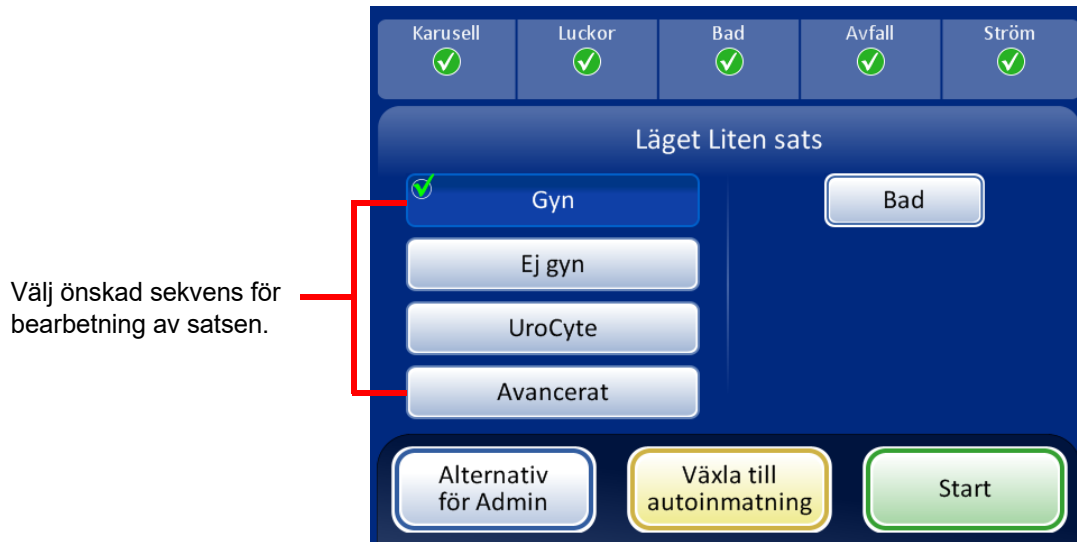 Karusell
Luckor
Bad
Avfall
Ström
Läget Liten sats
Gyn
Bad
Ej gyn
UroCyte
Avancerat
Välj önskad sekvens för
bearbetning av satsen.
Alternativ
för Admin
Växla till
autoinmatning
Start